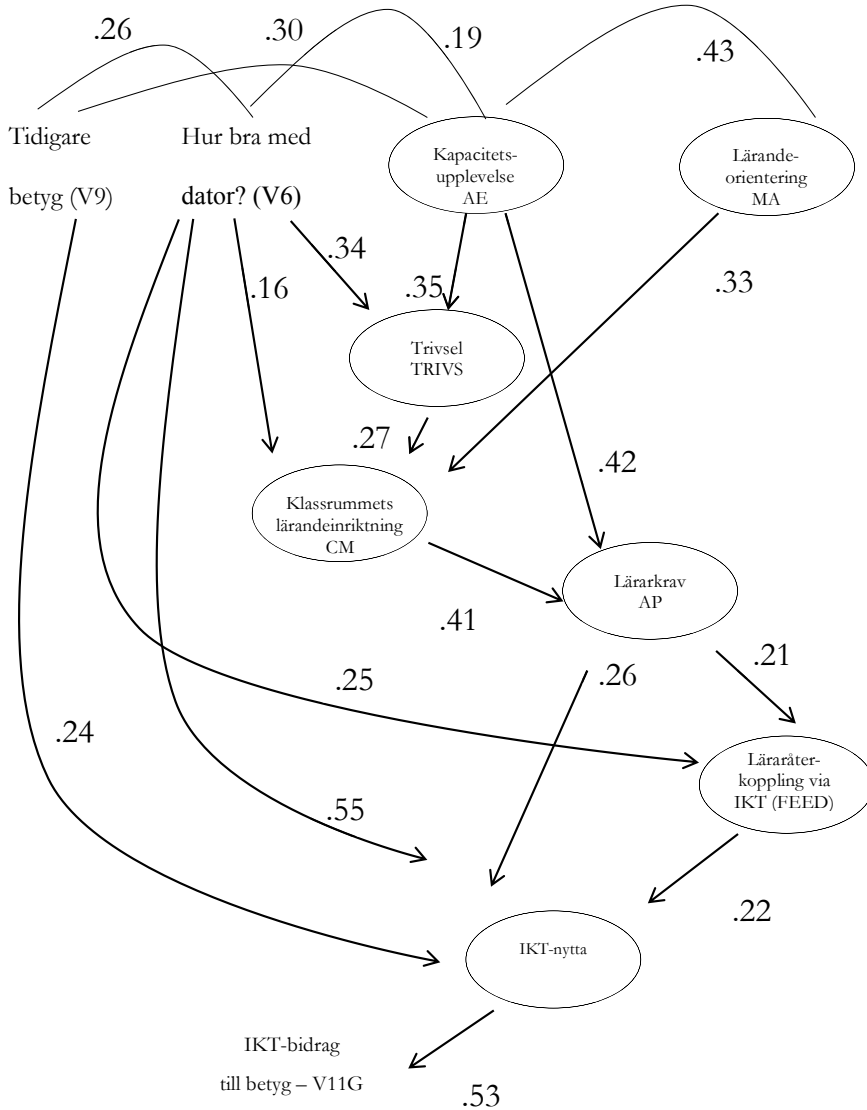 .26
.30
.19
.43
Tidigare
betyg (V9)
Hur bra med
dator? (V6)
Kapacitets-
upplevelse
AE
Lärande-
orientering
MA
.34
.16
.35
.33
Trivsel
TRIVS
.27
.42
Klassrummets
lärandeinriktning
CM
Lärarkrav
AP
.41
.25
.26
.21
.24
Läraråter-
koppling via
IKT (FEED)
.55
.22
IKT-nytta
IKT-bidrag
till betyg – V11G
.53